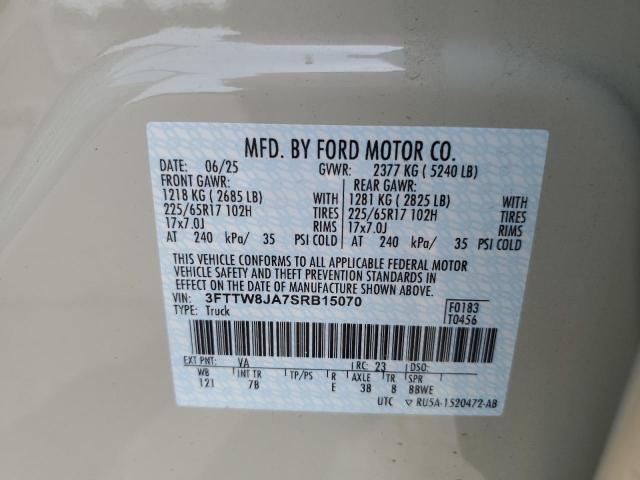 MFD. BY FORD MOTOR CO.
DATE: 06/25 GVWR: 2377 KG ( 5240 LB)
FRONT GAWR: REAR GAWR:
1218 KG ( 2685 LB) WITH 1281 KG ( 2825 LB) WITH
225/65R17 102H TIRES 225/65R17 102H TIRES
17x7.0J RIMS 17x7.0J RIMS
AT 240 kPa/ 35 PSI COLD AT 240 kPa/ 35 PSI COLD
THIS VEHICLE CONFORMS TO ALL APPLICABLE FEDERAL MOTOR
VEHICLE SAFETY AND THEFT PREVENTION STANDARDS IN
EFFECT ON THE DATE OF MANUFACTURE SHOWN ABOVE.
VIN: 3FTTW8JA7SRB15070 F0183
TYPE: Truck T0456
EXT PNT: VA RC: 23 DSO:
WB INT TR TP/PS R AXLE TR SPR
121 7B E 38 8 BBWE
UTC ▽ RU5A-1520472-AB